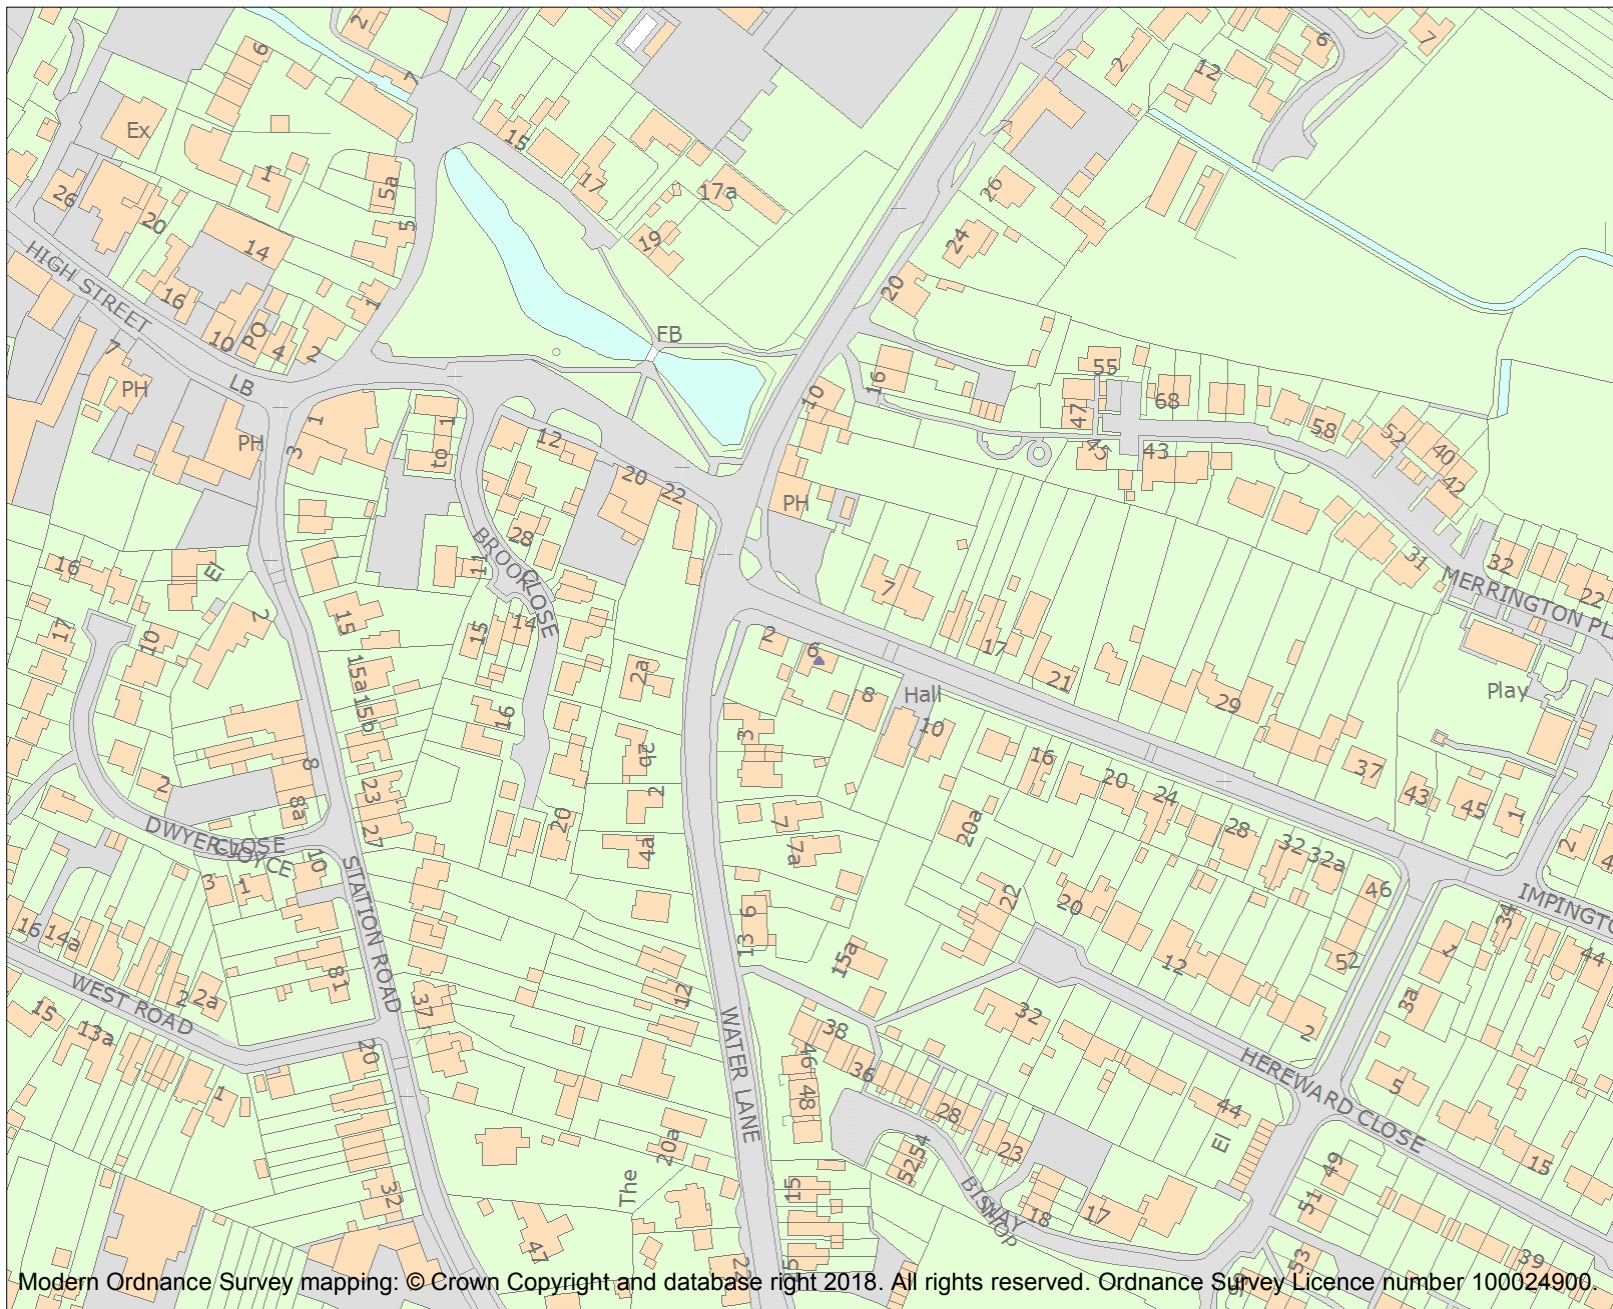 2
6
7
6
7
2
12
Ex
15
26
1
5a
17
17a
26
20
5
14
19
24
HIGH STREET
16
1
20
10
PO
4
2
FB
7
PH
LB
55
16
10
47
68
PH
3
1
1
to
12
45
43
58
52
40
42
20
22
PH
28
BROOK
CLOSE
11
16
El
2
31
32
22
MERRINGTON PL
7
17
10
15
15
14
2
6
17
2a
15a
15b
16
8
Hall
10
21
29
Play
3
2b
16
20
24
37
43
45
1
2
8
8a
23
27
2
20
2
7
7a
4a
20a
28
32
32a
46
DWYER
CLOSE
JOYCE
10
3
1
STATION ROAD
22
20
IMPINGTO
34
44
16
14a
9
13
15a
12
52
1
3a
81
2
2a
WEST ROAD
15
13a
37
12
WATER LANE
38
32
2
20
46
36
48
1
HEREWARD CLOSE
5
28
44
El
20a
54
52
23
15
49
32
The
15
BISHOP
WAY
18
17
51
47
53
39
22
Modern Ordnance Survey mapping: © Crown Copyright and database right 2018. All rights reserved. Ordnance Survey Licence number 100024900.